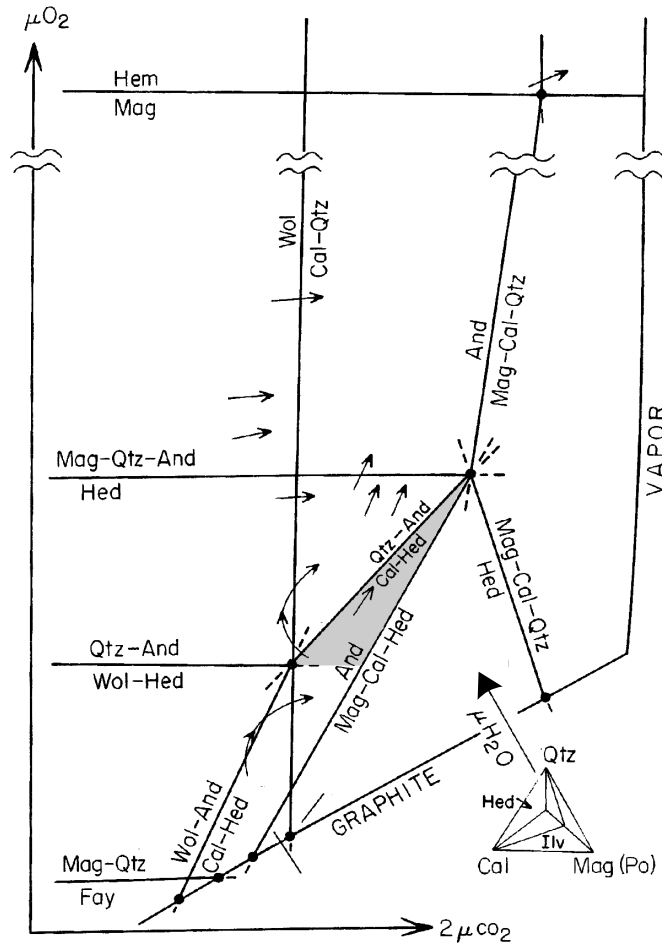 μO₂
Hem
Mag
Wol
Cal-Qtz
And
Mag-Cal-Qtz
VAPOR
Mag-Qtz-And
Hed
Qtz-And
Cal-Hed
Mag-Cal-Qtz
Hed
Qtz-And
Wol-Hed
And
Mag-Cal-Hed
Wol-And
Cal-Hed
GRAPHITE
μH₂O
Qtz
Hed
Ilv
Cal
Mag (Po)
Mag-Qtz
Fay
2μCO₂